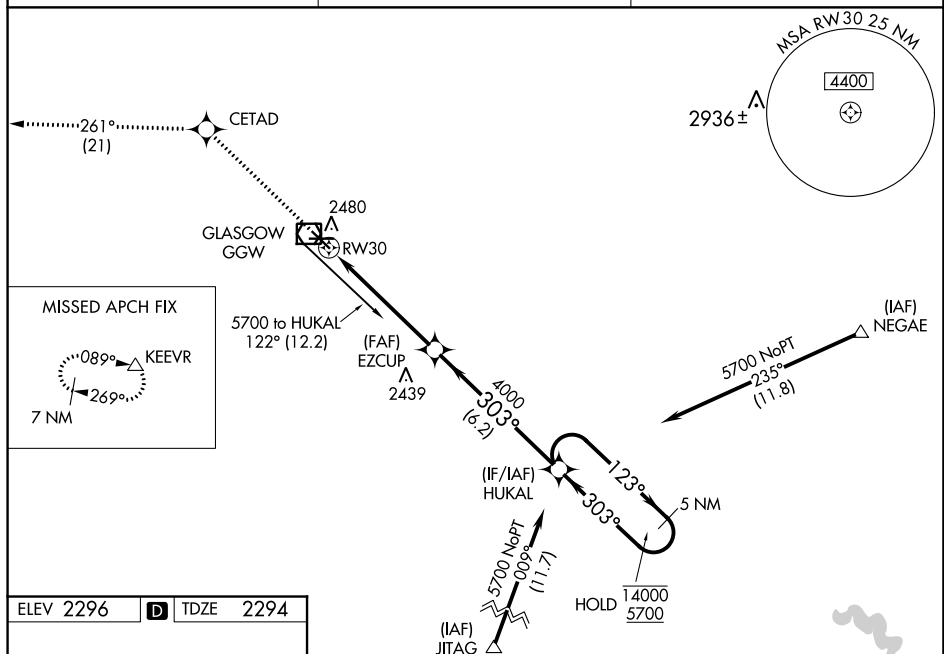 MSA RW30 25 NM
4400
2936±
CETAD
261°
(21)
2480
GLASGOW
GGW
RW30
MISSED APCH FIX
089°
KEEVR
269°
7 NM
5700 to HUKAL
122° (12.2)
(FAF)
EZCUP
2439
(IAF)
NEGAE
5700 NoPT
235°
(11.8)
4000
303°
(6.2)
(IF/IAF)
HUKAL
123°
303°
5 NM
5700 NoPT
009°
(11.7)
HOLD 14000
5700
(IAF)
JITAG
ELEV 2296 D TDZE 2294